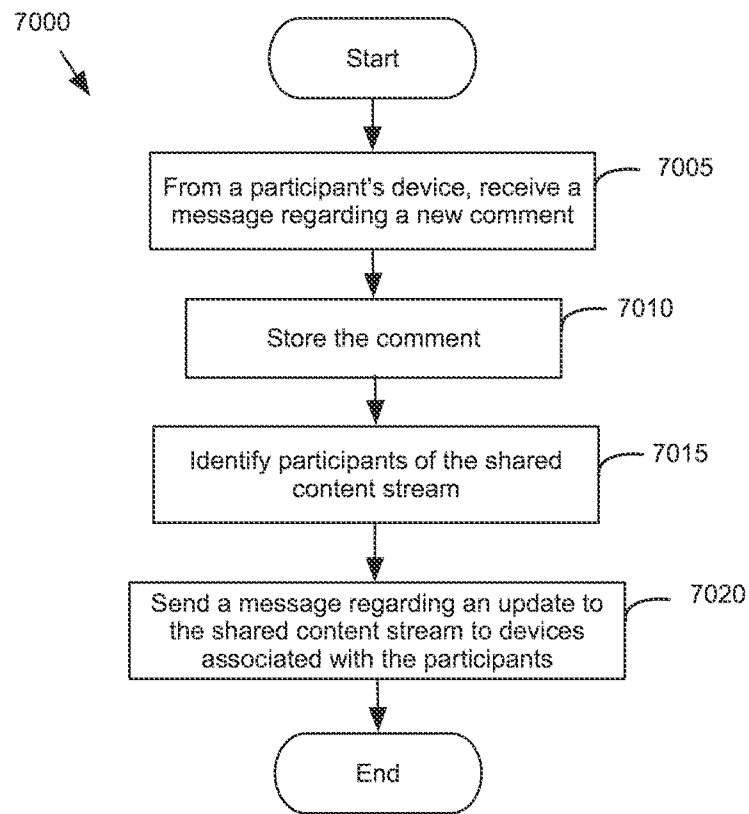 7000
Start
From a participant's device, receive a
message regarding a new comment
7005
Store the comment
7010
Identify participants of the shared
content stream
7015
Send a message regarding an update to
the shared content stream to devices
associated with the participants
7020
End